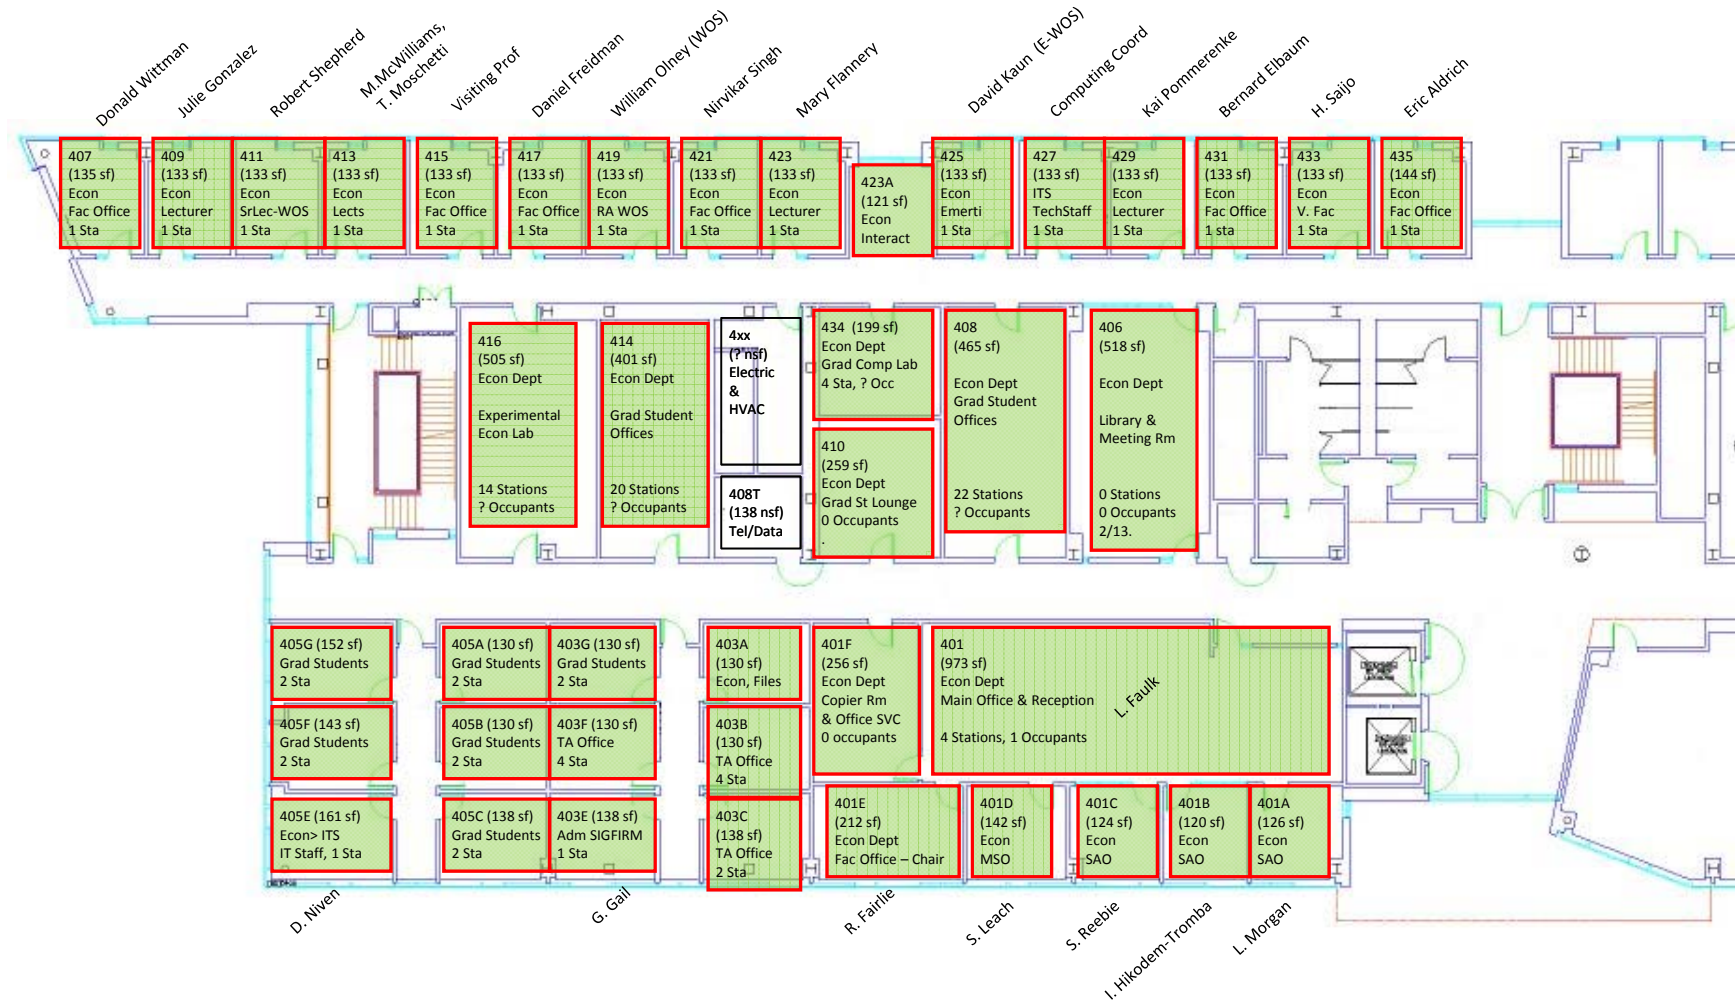 Donald Wittman
Julie Gonzalez
Robert Shepherd
M.McWilliams,
T. Moschetti
Visiting Prof
Daniel Freidman
William Olney (WOS)
Nirvikar Singh
Mary Flannery
David Kaun (E-WOS)
Computing Coord
Kai Pommerenke
Bernard Elbaum
H. Saijo
Eric Aldrich
407
(135 sf)
Econ
Fac Office
1 Sta
409
(133 sf)
Econ
Lecturer
1 Sta
411
(133 sf)
Econ
SrLec-WOS
1 Sta
413
(133 sf)
Econ
Lects
1 Sta
415
(133 sf)
Econ
Fac Office
1 Sta
417
(133 sf)
Econ
Fac Office
1 Sta
419
(133 sf)
Econ
RA WOS
1 Sta
421
(133 sf)
Econ
Fac Office
1 Sta
423
(133 sf)
Econ
Lecturer
1 Sta
423A
(121 sf)
Econ
Interact
425
(133 sf)
Econ
Emerti
1 Sta
427
(133 sf)
ITS
TechStaff
1 Sta
429
(133 sf)
Econ
Lecturer
1 Sta
431
(133 sf)
Econ
Fac Office
1 sta
433
(133 sf)
Econ
V. Fac
1 Sta
435
(144 sf)
Econ
Fac Office
1 Sta
416
(505 sf)
Econ Dept
Experimental
Econ Lab
14 Stations
? Occupants
414
(401 sf)
Econ Dept
Grad Student
Offices
20 Stations
? Occupants
4xx
(? nsf)
Electric
&
HVAC
408T
(138 nsf)
Tel/Data
434 (199 sf)
Econ Dept
Grad Comp Lab
4 Sta, ? Occ
410
(259 sf)
Econ Dept
Grad St Lounge
0 Occupants
.
408
(465 sf)
Econ Dept
Grad Student
Offices
22 Stations
? Occupants
406
(518 sf)
Econ Dept
Library &
Meeting Rm
0 Stations
0 Occupants
2/13.
405G (152 sf)
Grad Students
2 Sta
405A (130 sf)
Grad Students
2 Sta
403G (130 sf)
Grad Students
2 Sta
403A
(130 sf)
Econ, Files
401F
(256 sf)
Econ Dept
Copier Rm
& Office SVC
0 occupants
401
(973 sf)
Econ Dept
Main Office & Reception
4 Stations, 1 Occupants
L. Faulk
405F (143 sf)
Grad Students
2 Sta
405B (130 sf)
Grad Students
2 Sta
403F (130 sf)
TA Office
4 Sta
403B
(130 sf)
TA Office
4 Sta
405E (161 sf)
Econ> ITS
IT Staff, 1 Sta
405C (138 sf)
Grad Students
2 Sta
403E (138 sf)
Adm SIGFIRM
1 Sta
403C
(138 sf)
TA Office
2 Sta
401E
(212 sf)
Econ Dept
Fac Office – Chair
401D
(142 sf)
Econ
MSO
401C
(124 sf)
Econ
SAO
401B
(120 sf)
Econ
SAO
401A
(126 sf)
Econ
SAO
D. Niven
G. Gail
R. Fairlie
S. Leach
S. Reebie
I. Hikodem-Tromba
L. Morgan